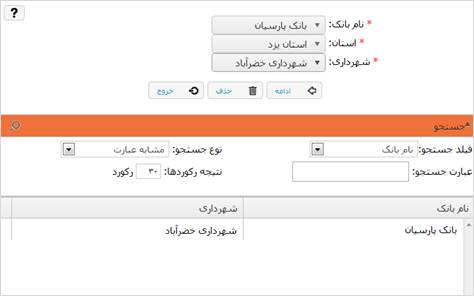 ?
* نام بانک: بانک پارسیان
* استان: استان یزد
* شهرداری: شهرداری خضرآباد
ادامه حذف خروج
جستجو
فیلد جستجو: نام بانک نوع جستجو: مشابه عبارت
عبارت جستجو: نتیجه رکوردها: ۳۰ رکورد
نام بانک شهرداری
بانک پارسیان شهرداری خضرآباد